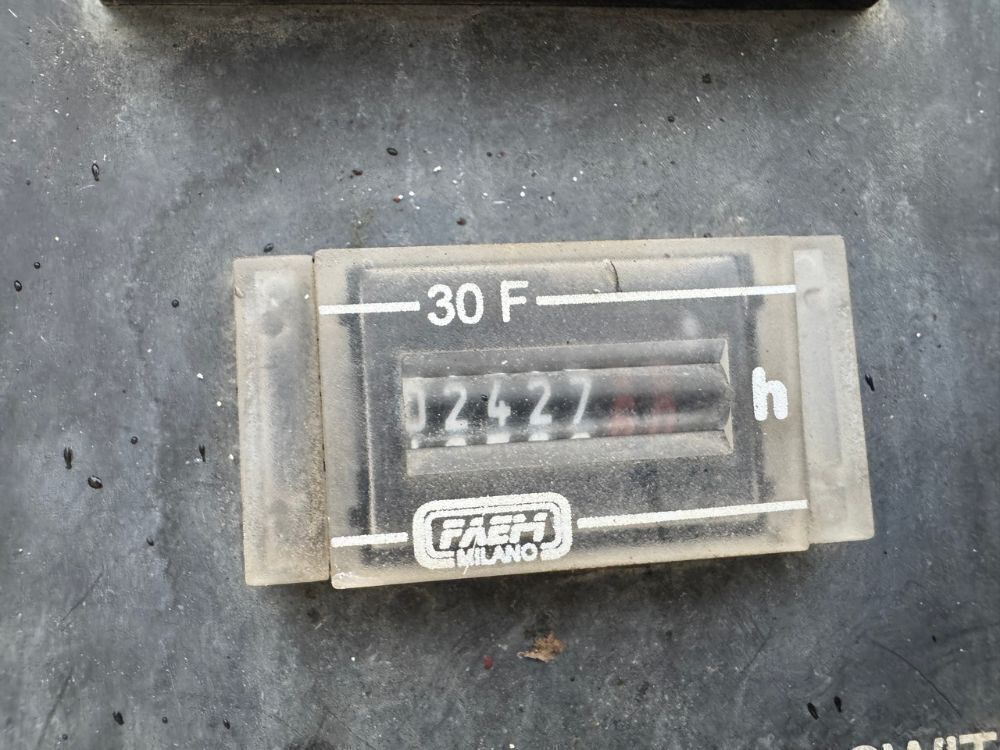 30 F
02427
h
FAEM
MILANO